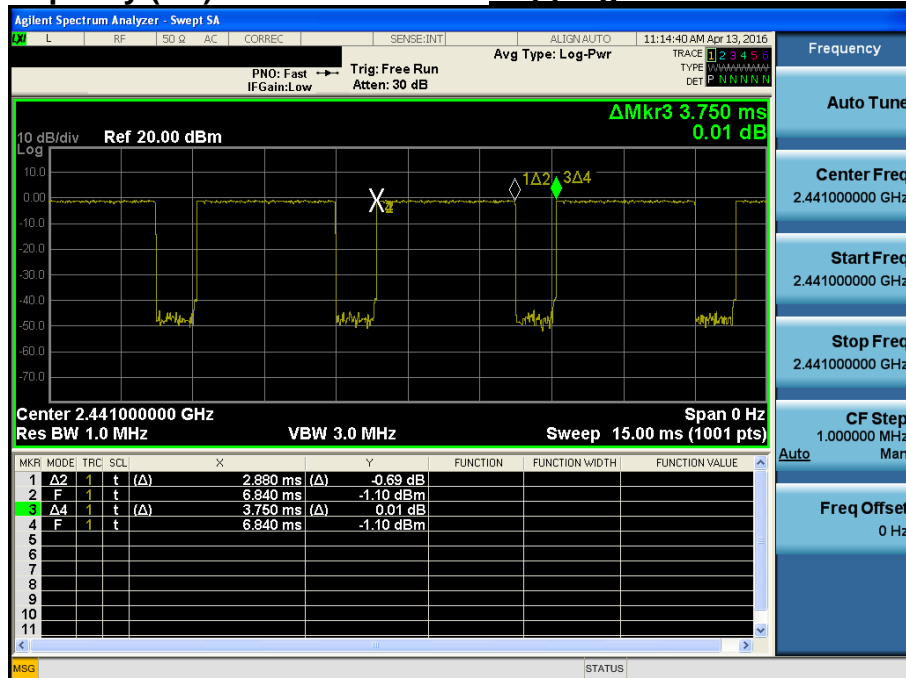 Agilent Spectrum Analyzer - Swept SA
LXI L RF 50 Ω AC CORREC SENSE:INT ALIGN AUTO 11:14:40 AM Apr 13, 2016
PNO: Fast
IFGain:Low
Trig: Free Run
Atten: 30 dB
Avg Type: Log-Pwr
TRACE 1 2 3 4 5 6
TYPE WWWWWW
DET P N N N N N
ΔMkr3 3.750 ms
0.01 dB
10 dB/div Ref 20.00 dBm
Log
10.0
0.00
-10.0
-20.0
-30.0
-40.0
-50.0
-60.0
-70.0
1Δ2 3Δ4
X
4
Center 2.441000000 GHz Span 0 Hz
Res BW 1.0 MHz VBW 3.0 MHz Sweep 15.00 ms (1001 pts)
MKR MODE TRC SCL X Y FUNCTION FUNCTION WIDTH FUNCTION VALUE
1 Δ2 1 t (Δ) 2.880 ms (Δ) -0.69 dB
2 F 1 t 6.840 ms -1.10 dBm
3 Δ4 1 t (Δ) 3.750 ms (Δ) 0.01 dB
4 F 1 t 6.840 ms -1.10 dBm
5
6
7
8
9
10
11
MSG STATUS
Frequency
Auto Tune
Center Freq
2.441000000 GHz
Start Freq
2.441000000 GHz
Stop Freq
2.441000000 GHz
CF Step
1.000000 MHz
Auto Man
Freq Offset
0 Hz